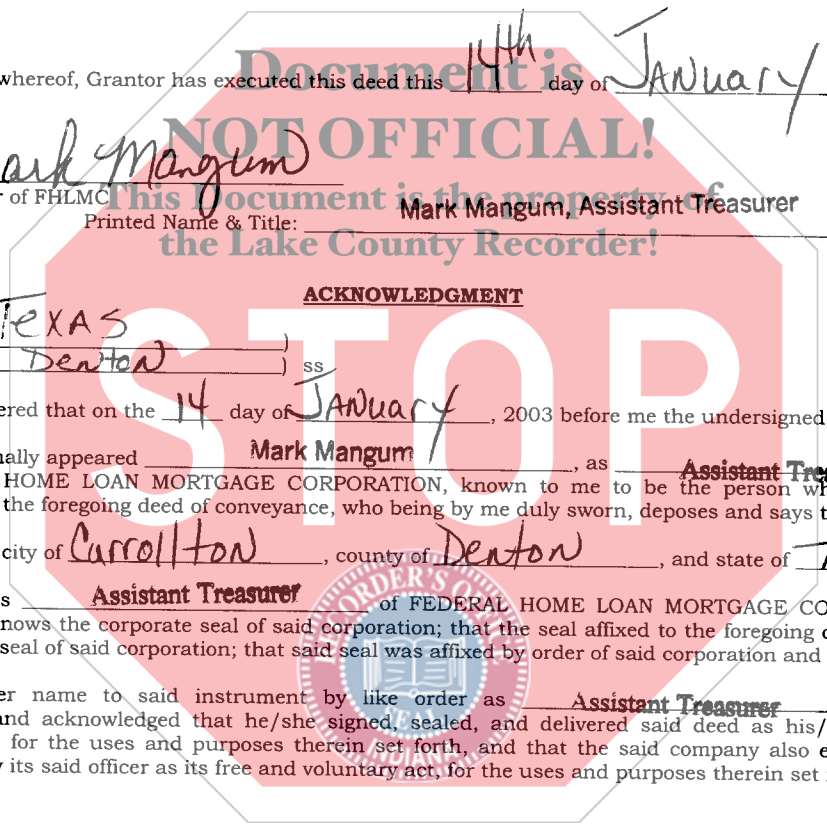 whereof, Grantor has executed this deed this 14th day of January
Document is
NOT OFFICIAL!
ark Mangum
r of FHLMC
This Document is the property of
Mark Mangum, Assistant Treasurer
Printed Name & Title:
the Lake County Recorder!
ACKNOWLEDGMENT
Texas )
Denton ) ss
STOP
ered that on the 14 day of January, 2003 before me the undersigned
nally appeared Mark Mangum, as Assistant Trea
HOME LOAN MORTGAGE CORPORATION, known to me to be the person wh
the foregoing deed of conveyance, who being by me duly sworn, deposes and says t
city of Carrollton, county of Denton, and state of T
s Assistant Treasurer of FEDERAL HOME LOAN MORTGAGE CO
nows the corporate seal of said corporation; that the seal affixed to the foregoing
seal of said corporation; that said seal was affixed by order of said corporation and
er name to said instrument by like order as Assistant Treasurer
and acknowledged that he/she signed, sealed, and delivered said deed as his/
for the uses and purposes therein set forth, and that the said company also e
y its said officer as its free and voluntary act, for the uses and purposes therein set
RECORDER'S OFFICE
SEAL
INDIANA